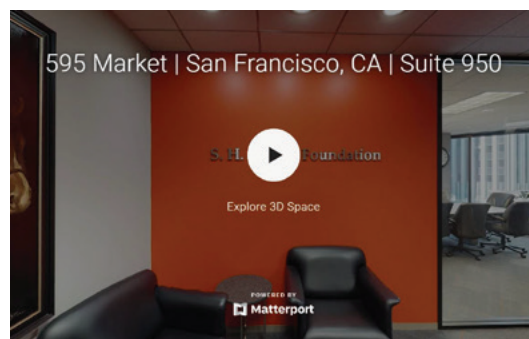 595 Market | San Francisco, CA | Suite 950
S. H. Foundation
Explore 3D Space
POWERED BY
Matterport